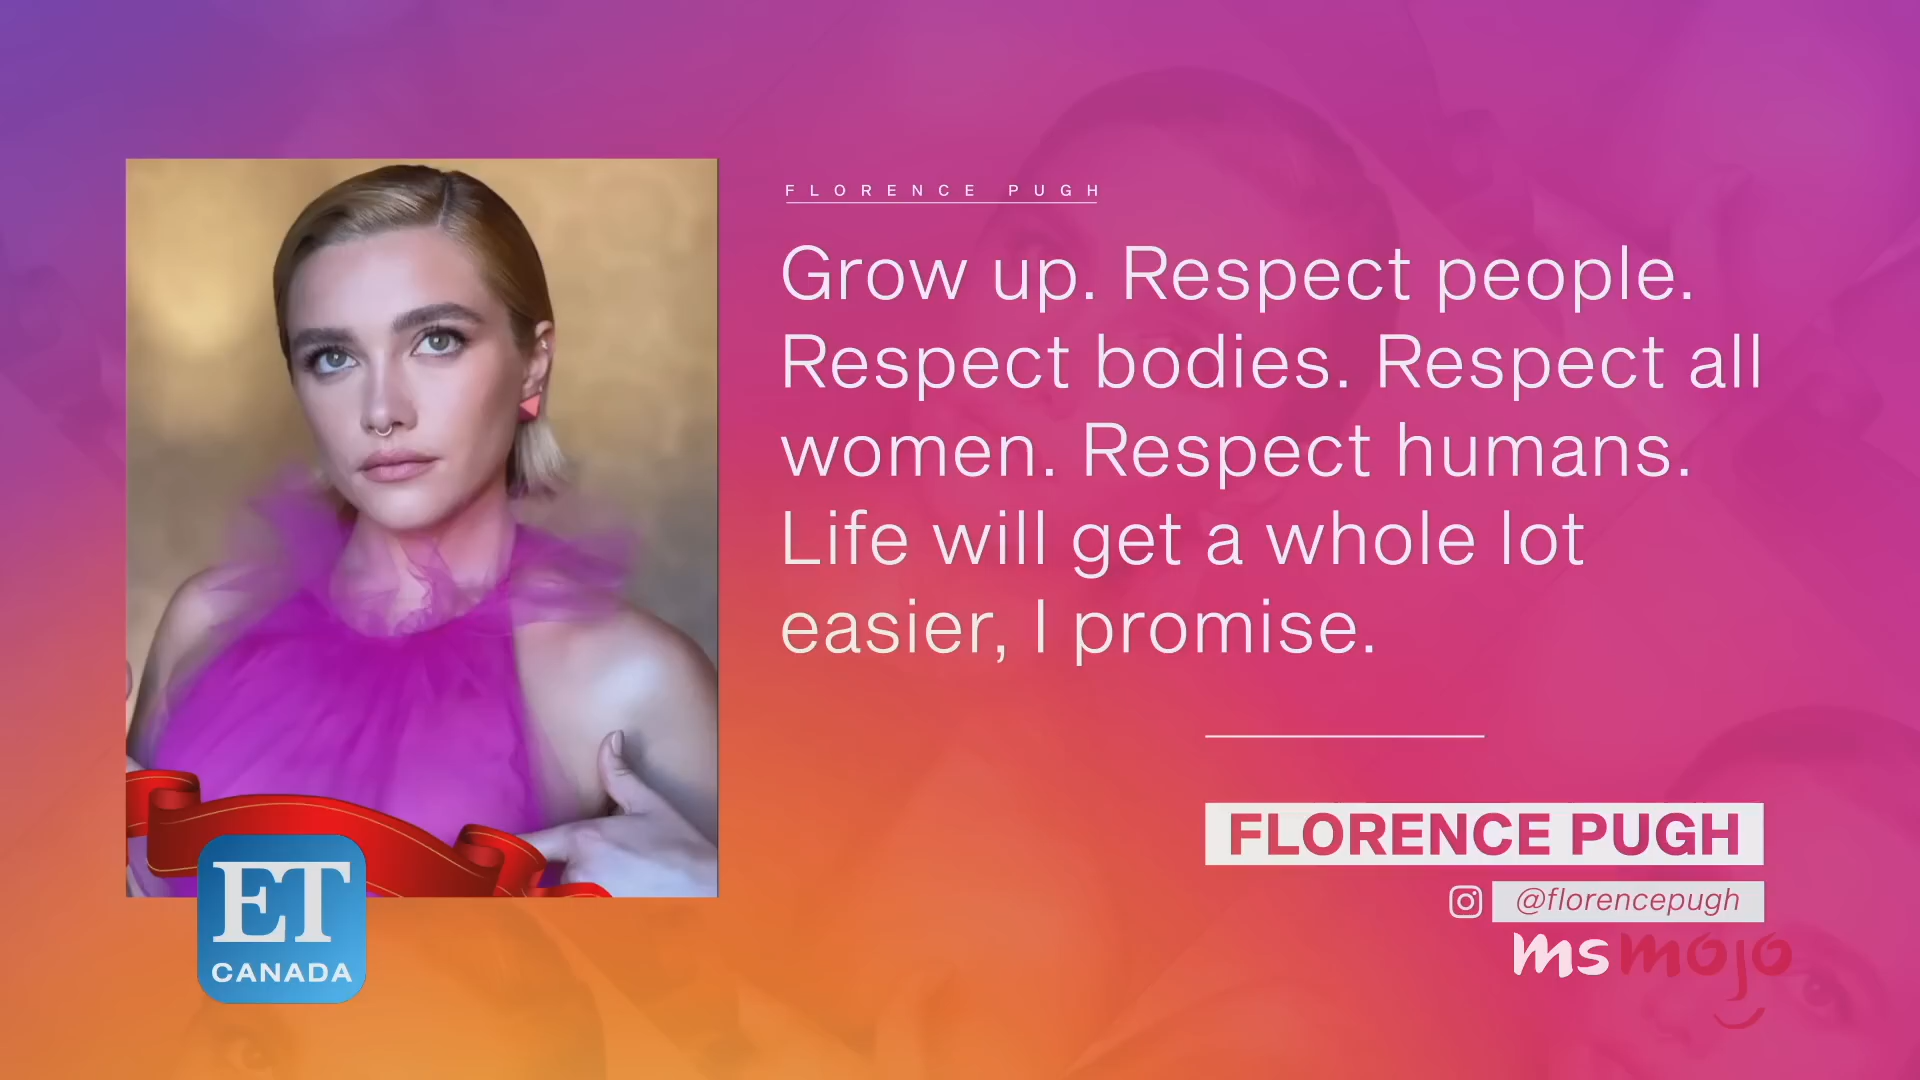 FLORENCE PUGH
Grow up. Respect people.
Respect bodies. Respect all
women. Respect humans.
Life will get a whole lot
easier, I promise.
FLORENCE PUGH
@florencepugh
msmojo
ET
CANADA